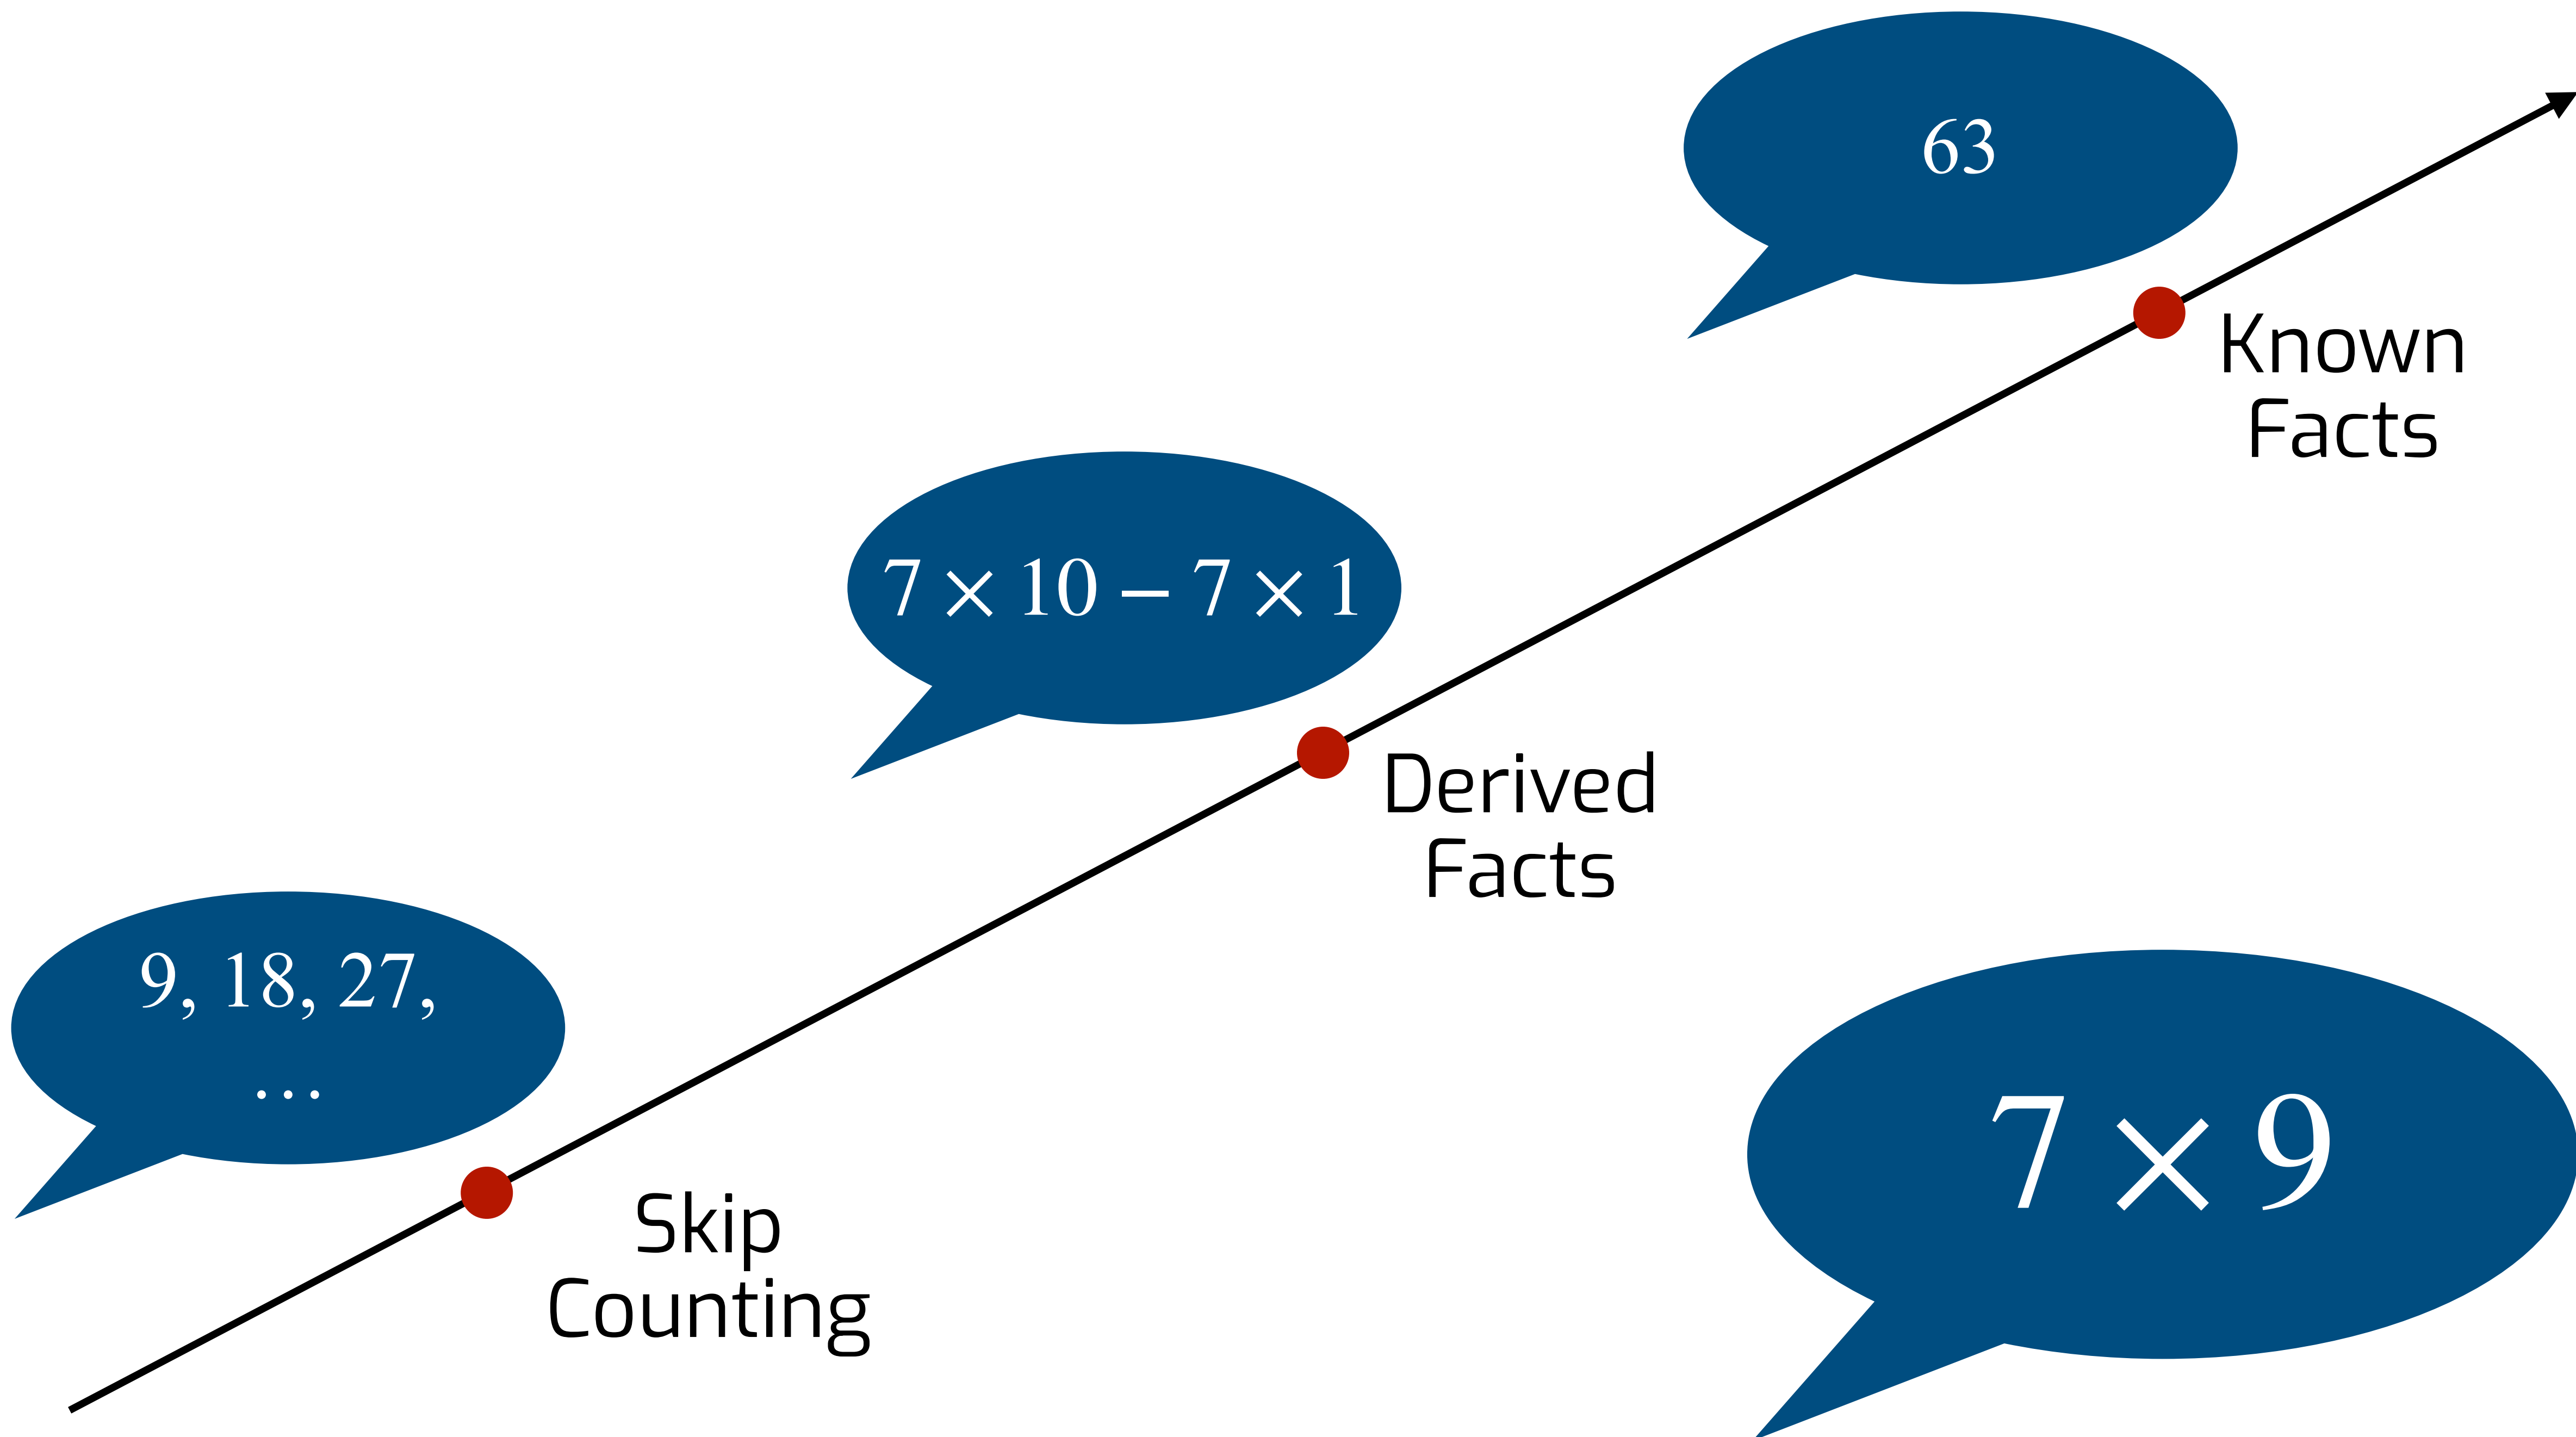 63
Known
Facts
7 × 10 – 7 × 1
Derived
Facts
9, 18, 27,
…
Skip
Counting
7 × 9